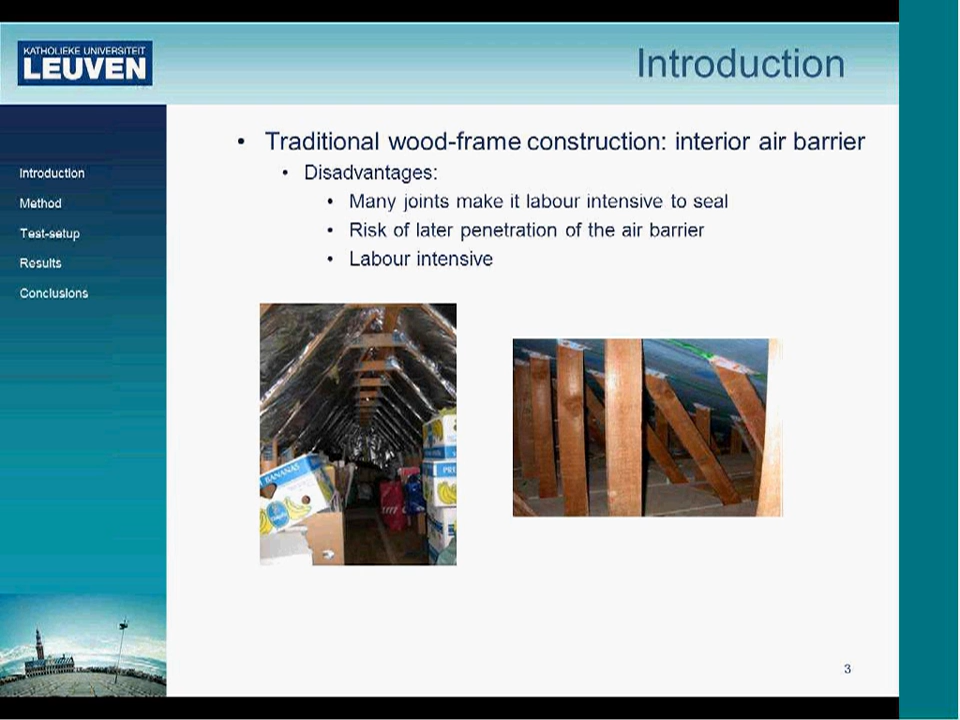 KATHOLIEKE UNIVERSITEIT
LEUVEN
Introduction
Introduction
Method
Test-setup
Results
Conclusions
• Traditional wood-frame construction: interior air barrier
• Disadvantages:
• Many joints make it labour intensive to seal
• Risk of later penetration of the air barrier
• Labour intensive
BANANAS
3